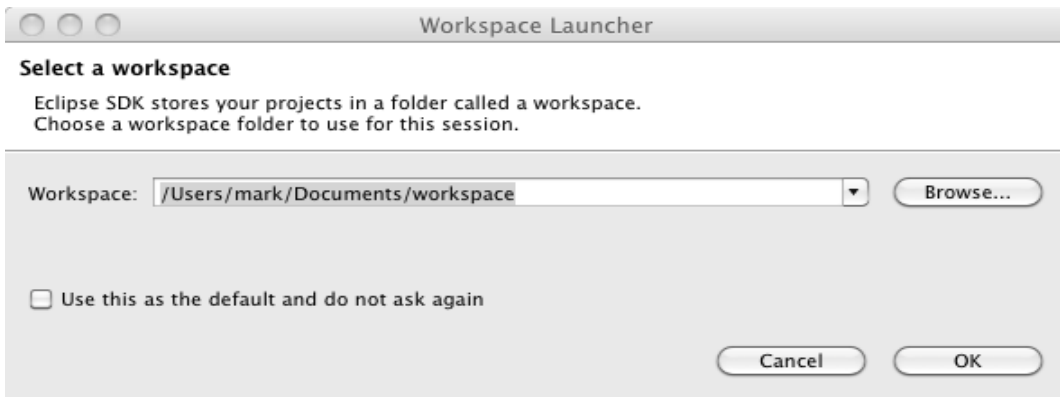 Workspace Launcher
Select a workspace
Eclipse SDK stores your projects in a folder called a workspace.
Choose a workspace folder to use for this session.
Workspace: /Users/mark/Documents/workspace Browse...
Use this as the default and do not ask again
Cancel OK